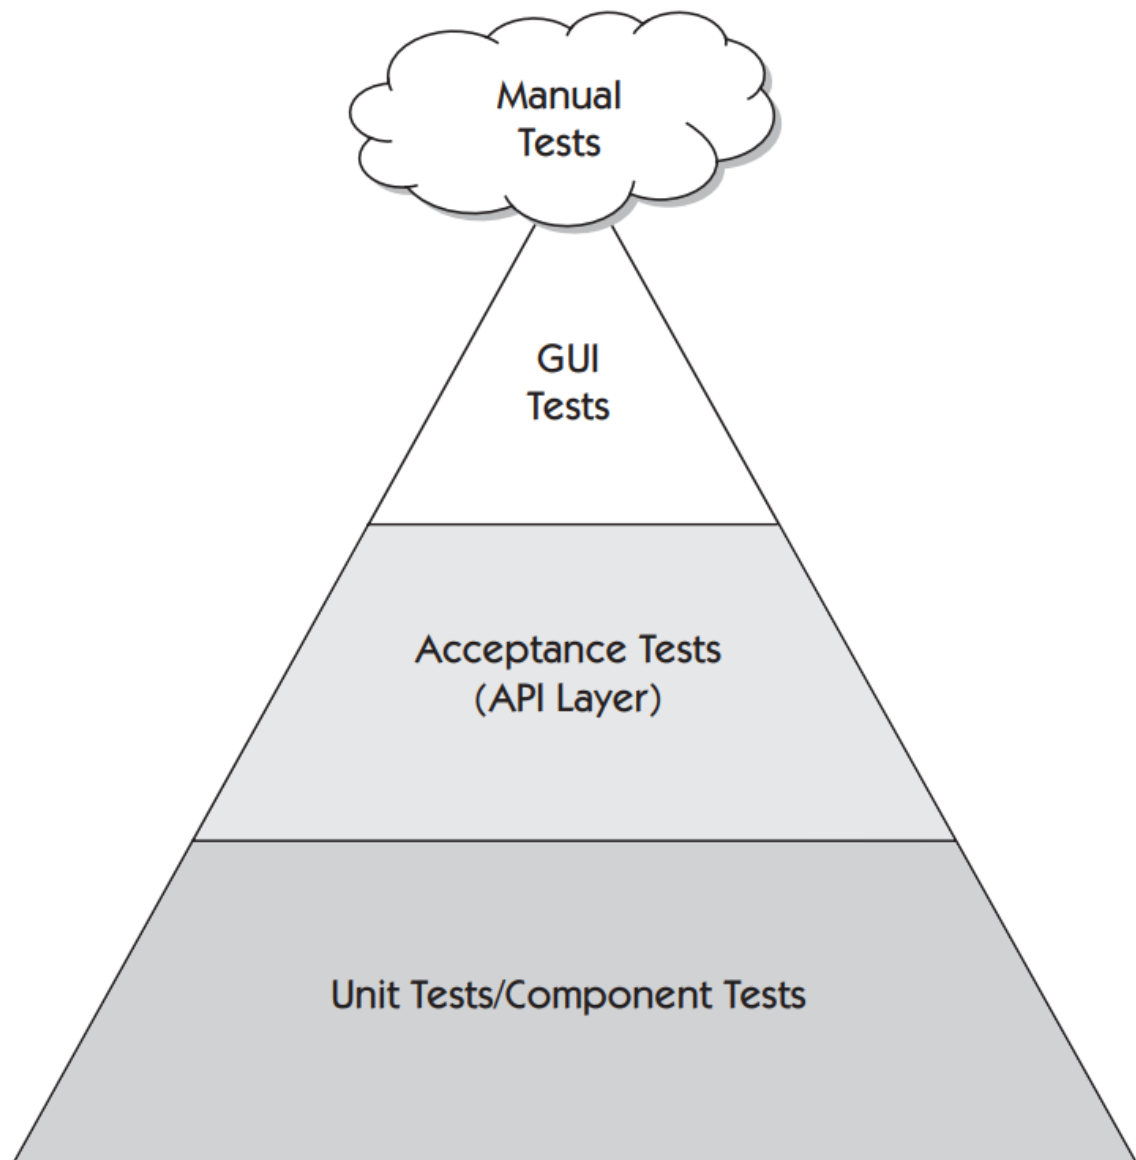 Manual
Tests
GUI
Tests
Acceptance Tests
(API Layer)
Unit Tests/Component Tests